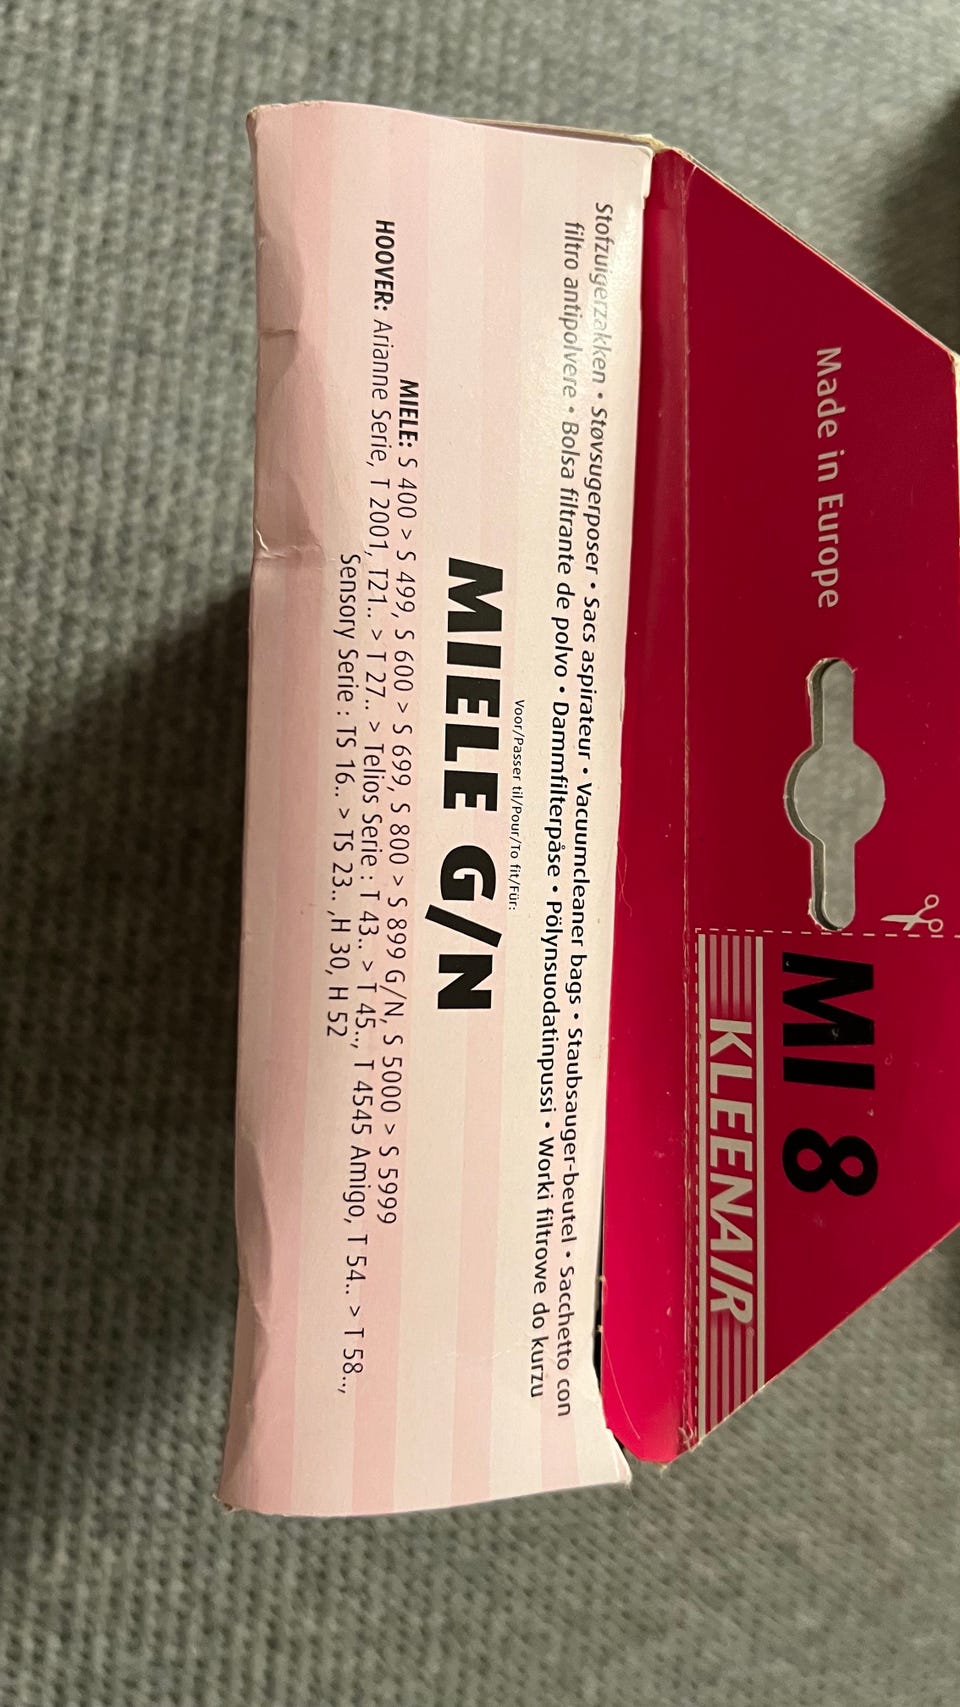 Made in Europe
MI 8
KLEENAIR®
Stofzuigerzakken • Støvsugerposer • Sacs aspirateur • Vacuumcleaner bags • Staubsauger-beutel • Sacchetto con
filtro antipolvere • Bolsa filtrante de polvo • Dammfilterpåse • Pölynsuodatinpussi • Worki filtrowe do kurzu
Voor/Passer til/Pour/To fit/Für:
MIELE G/N
MIELE: S 400 > S 499, S 600 > S 699, S 800 > S 899 G/N, S 5000 > S 5999
HOOVER: Arianne Serie, T 2001, T21.. > T 27.. > Telios Serie : T 43.. > T 45.., T 4545 Amigo, T 54.. > T 58..,
Sensory Serie : TS 16.. > TS 23.. ,H 30, H 52